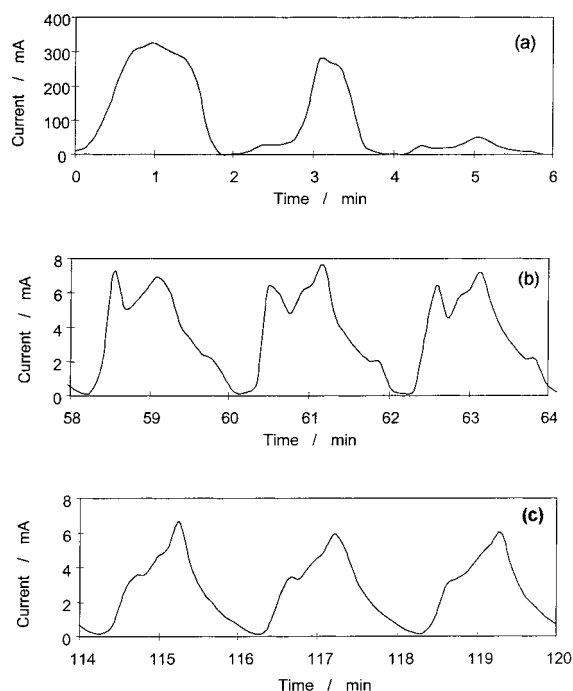 (a)
400
300
200
100
0
Current / mA
0 1 2 3 4 5 6
Time / min
(b)
8
6
4
2
0
Current / mA
58 59 60 61 62 63 64
Time / min
(c)
8
6
4
2
0
Current / mA
114 115 116 117 118 119 120
Time / min